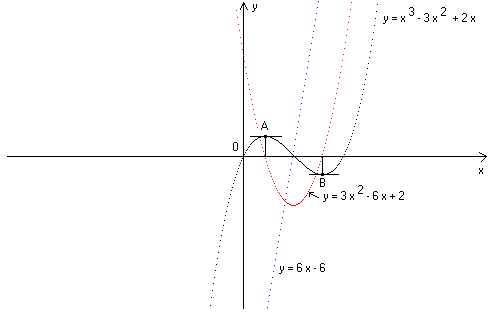 y
y = x³ - 3x² + 2x
A
0
x
B
y = 3x² - 6x + 2
y = 6x - 6